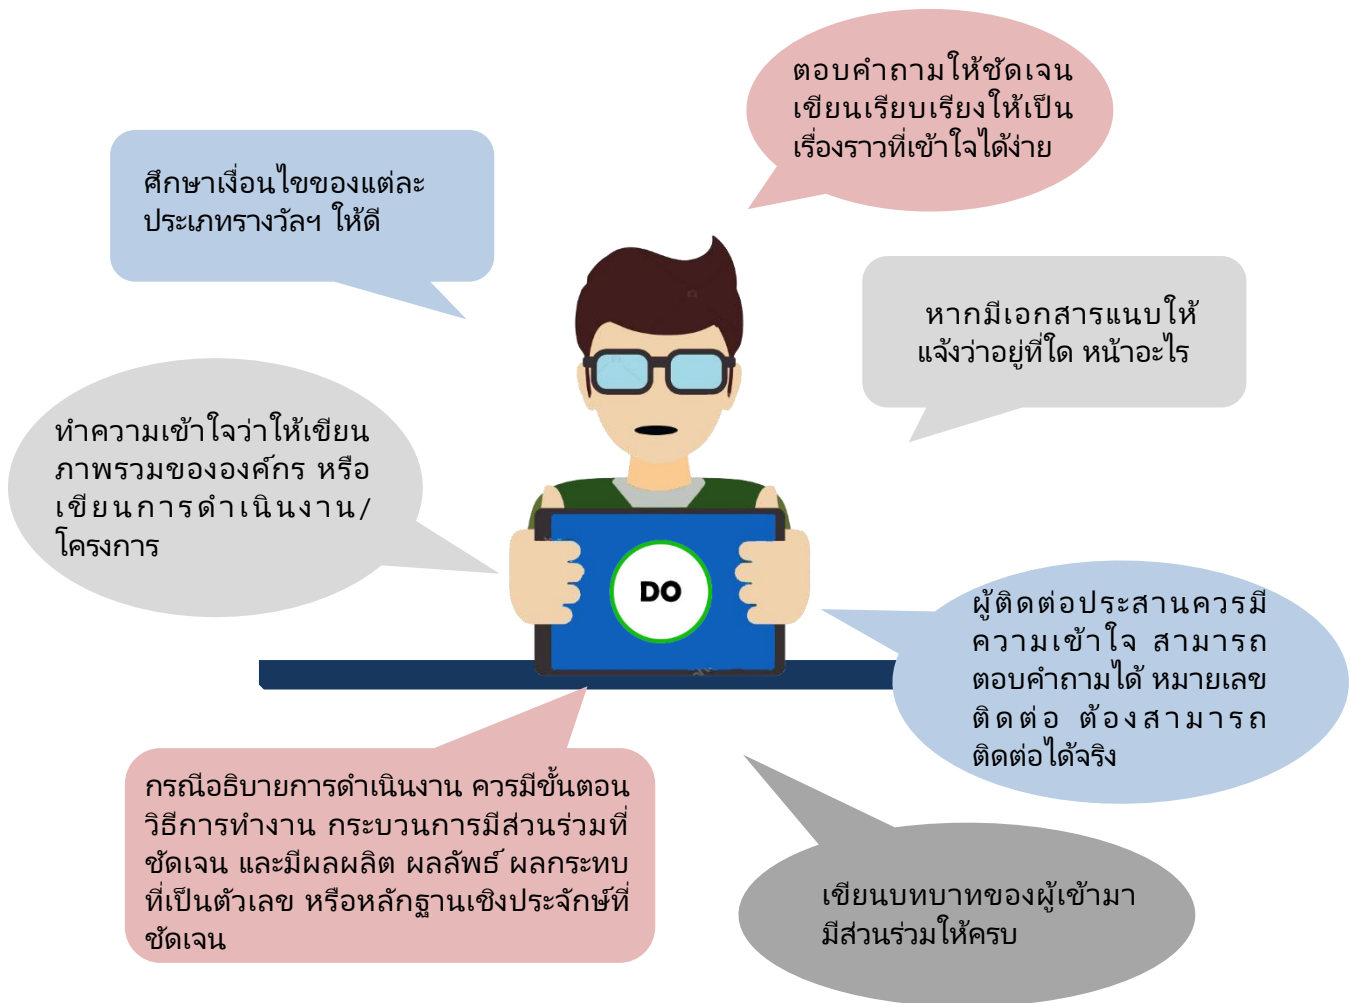 ตอบคำถามให้ชัดเจน
เขียนเรียบเรียงให้เป็น
เรื่องราวที่เข้าใจได้ง่าย
ศึกษาเงื่อนไขของแต่ละ
ประเภทรางวัลฯ ให้ดี
หากมีเอกสารแนบให้
แจ้งว่าอยู่ที่ใด หน้าอะไร
ทำความเข้าใจว่าให้เขียน
ภาพรวมขององค์กร หรือ
เขียนการดำเนินงาน/
โครงการ
DO
ผู้ติดต่อประสานควรมี
ความเข้าใจ สามารถ
ตอบคำถามได้ หมายเลข
ติดต่อ ต้องสามารถ
ติดต่อได้จริง
กรณีอธิบายการดำเนินงาน ควรมีขั้นตอน
วิธีการทำงาน กระบวนการมีส่วนร่วมที่
ชัดเจน และมีผลผลิต ผลลัพธ์ ผลกระทบ
ที่เป็นตัวเลข หรือหลักฐานเชิงประจักษ์ที่
ชัดเจน
เขียนบทบาทของผู้เข้ามา
มีส่วนร่วมให้ครบ